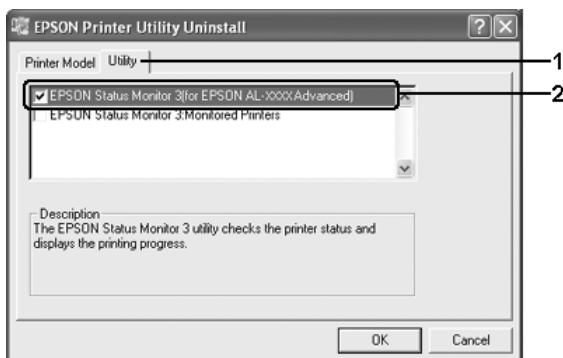 EPSON Printer Utility Uninstall
Printer Model Utility
1
EPSON Status Monitor 3(for EPSON AL-XXXX Advanced)
2
EPSON Status Monitor 3:Monitored Printers
Description
The EPSON Status Monitor 3 utility checks the printer status and
displays the printing progress.
OK Cancel